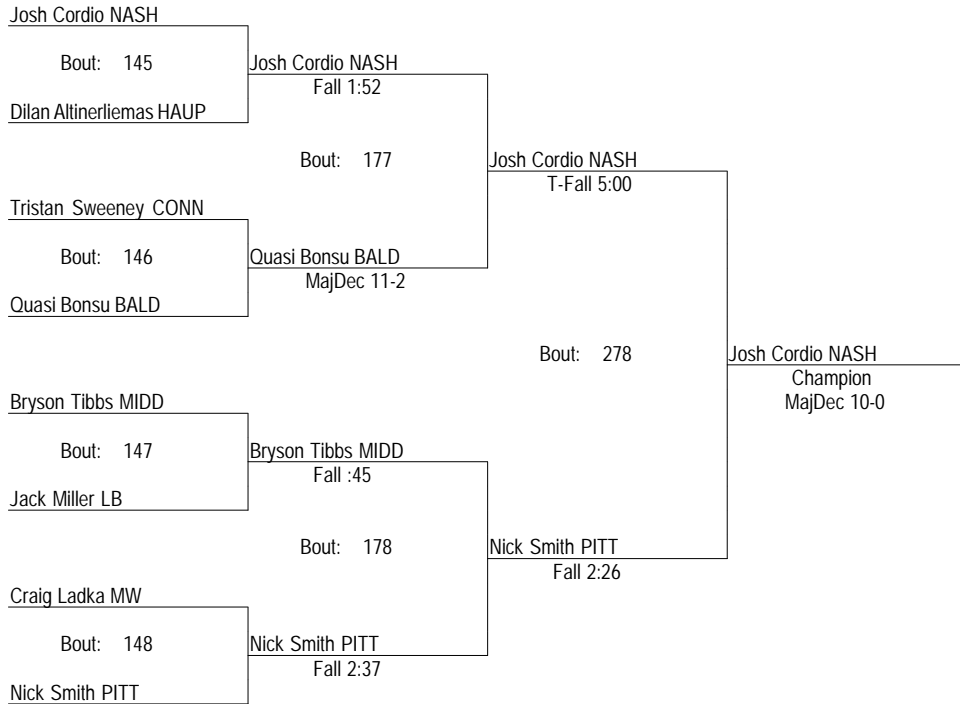 Josh Cordio NASH
Bout: 145
Josh Cordio NASH
Fall 1:52
Dilan Altinerliemas HAUP
Bout: 177
Josh Cordio NASH
T-Fall 5:00
Tristan Sweeney CONN
Bout: 146
Quasi Bonsu BALD
MajDec 11-2
Quasi Bonsu BALD
Bout: 278
Josh Cordio NASH
Champion
MajDec 10-0
Bryson Tibbs MIDD
Bout: 147
Bryson Tibbs MIDD
Fall :45
Jack Miller LB
Bout: 178
Nick Smith PITT
Fall 2:26
Craig Ladka MW
Bout: 148
Nick Smith PITT
Fall 2:37
Nick Smith PITT